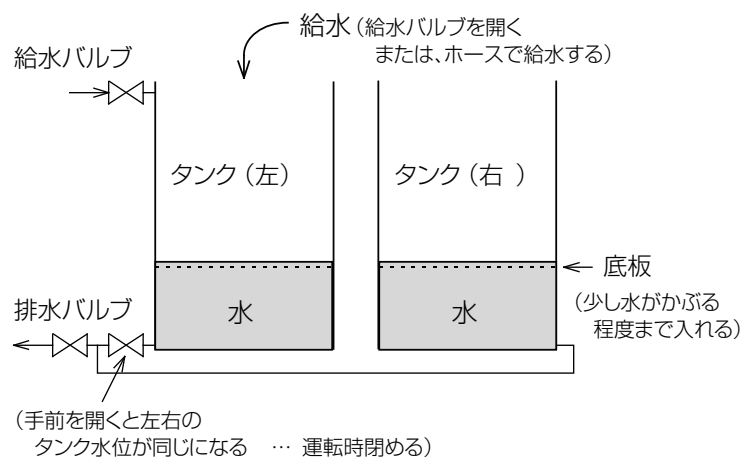 給水（給水バルブを開く
または、ホースで給水する）
給水バルブ
タンク（左）
タンク（右 ）
底板
（少し水がかぶる
程度まで入れる）
排水バルブ
水
水
（手前を開くと左右の
タンク水位が同じになる … 運転時閉める）